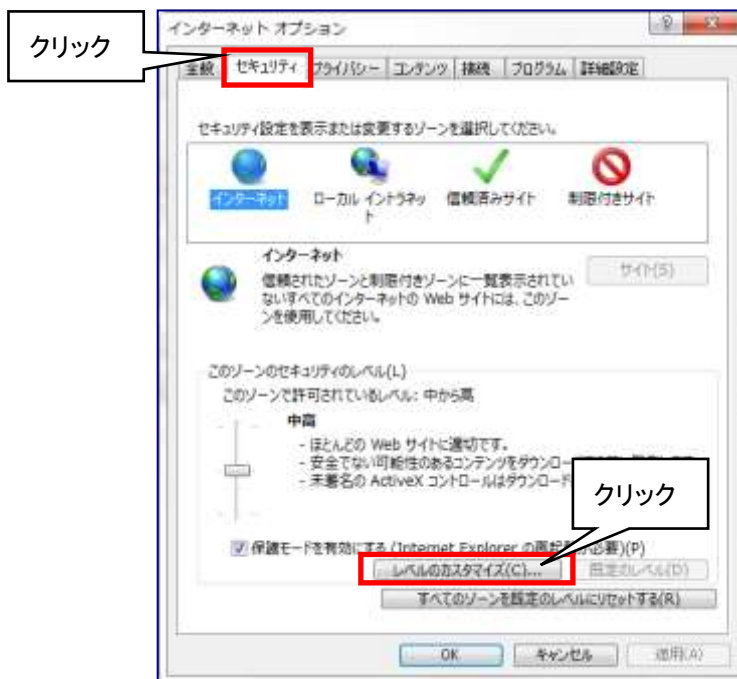 インターネット オプション
クリック
全般 セキュリティ プライバシー コンテンツ 接続 プログラム 詳細設定
セキュリティ設定を表示または変更するゾーンを選択してください。
インターネット ローカル イントラネット 信頼済みサイト 制限付きサイト
インターネット
サイト(S)
信頼されたゾーンと制限付きゾーンに一覧表示されてい
ないすべてのインターネットの Web サイトには、このゾー
ンを使用してください。
このゾーンのセキュリティのレベル(L)
このゾーンで許可されているレベル: 中から高
中高
- ほとんどの Web サイトに適切です。
- 安全でない可能性のあるコンテンツをダウンロー
- 未署名の ActiveX コントロールはダウンロード
クリック
保護モードを有効にする (Internet Explorer の再起 が必要)(P)
レベルのカスタマイズ(C)... 既定のレベル(D)
すべてのゾーンを既定のレベルにリセットする(R)
OK キャンセル 適用(A)